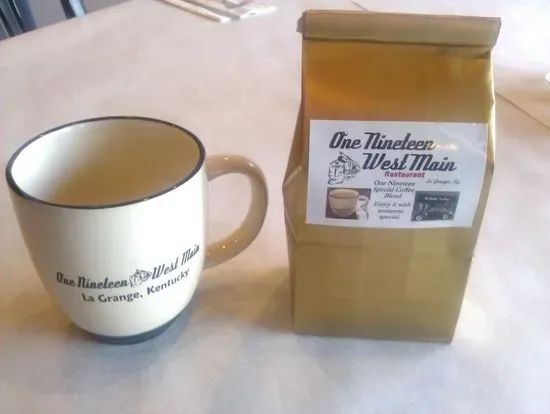 One Nineteen West Main
La Grange, Kentucky
One Nineteen
West Main
Restaurant
La Grange, Ky
One Nineteen
Special Coffee
Blend
Enjoy it with
someone
special.